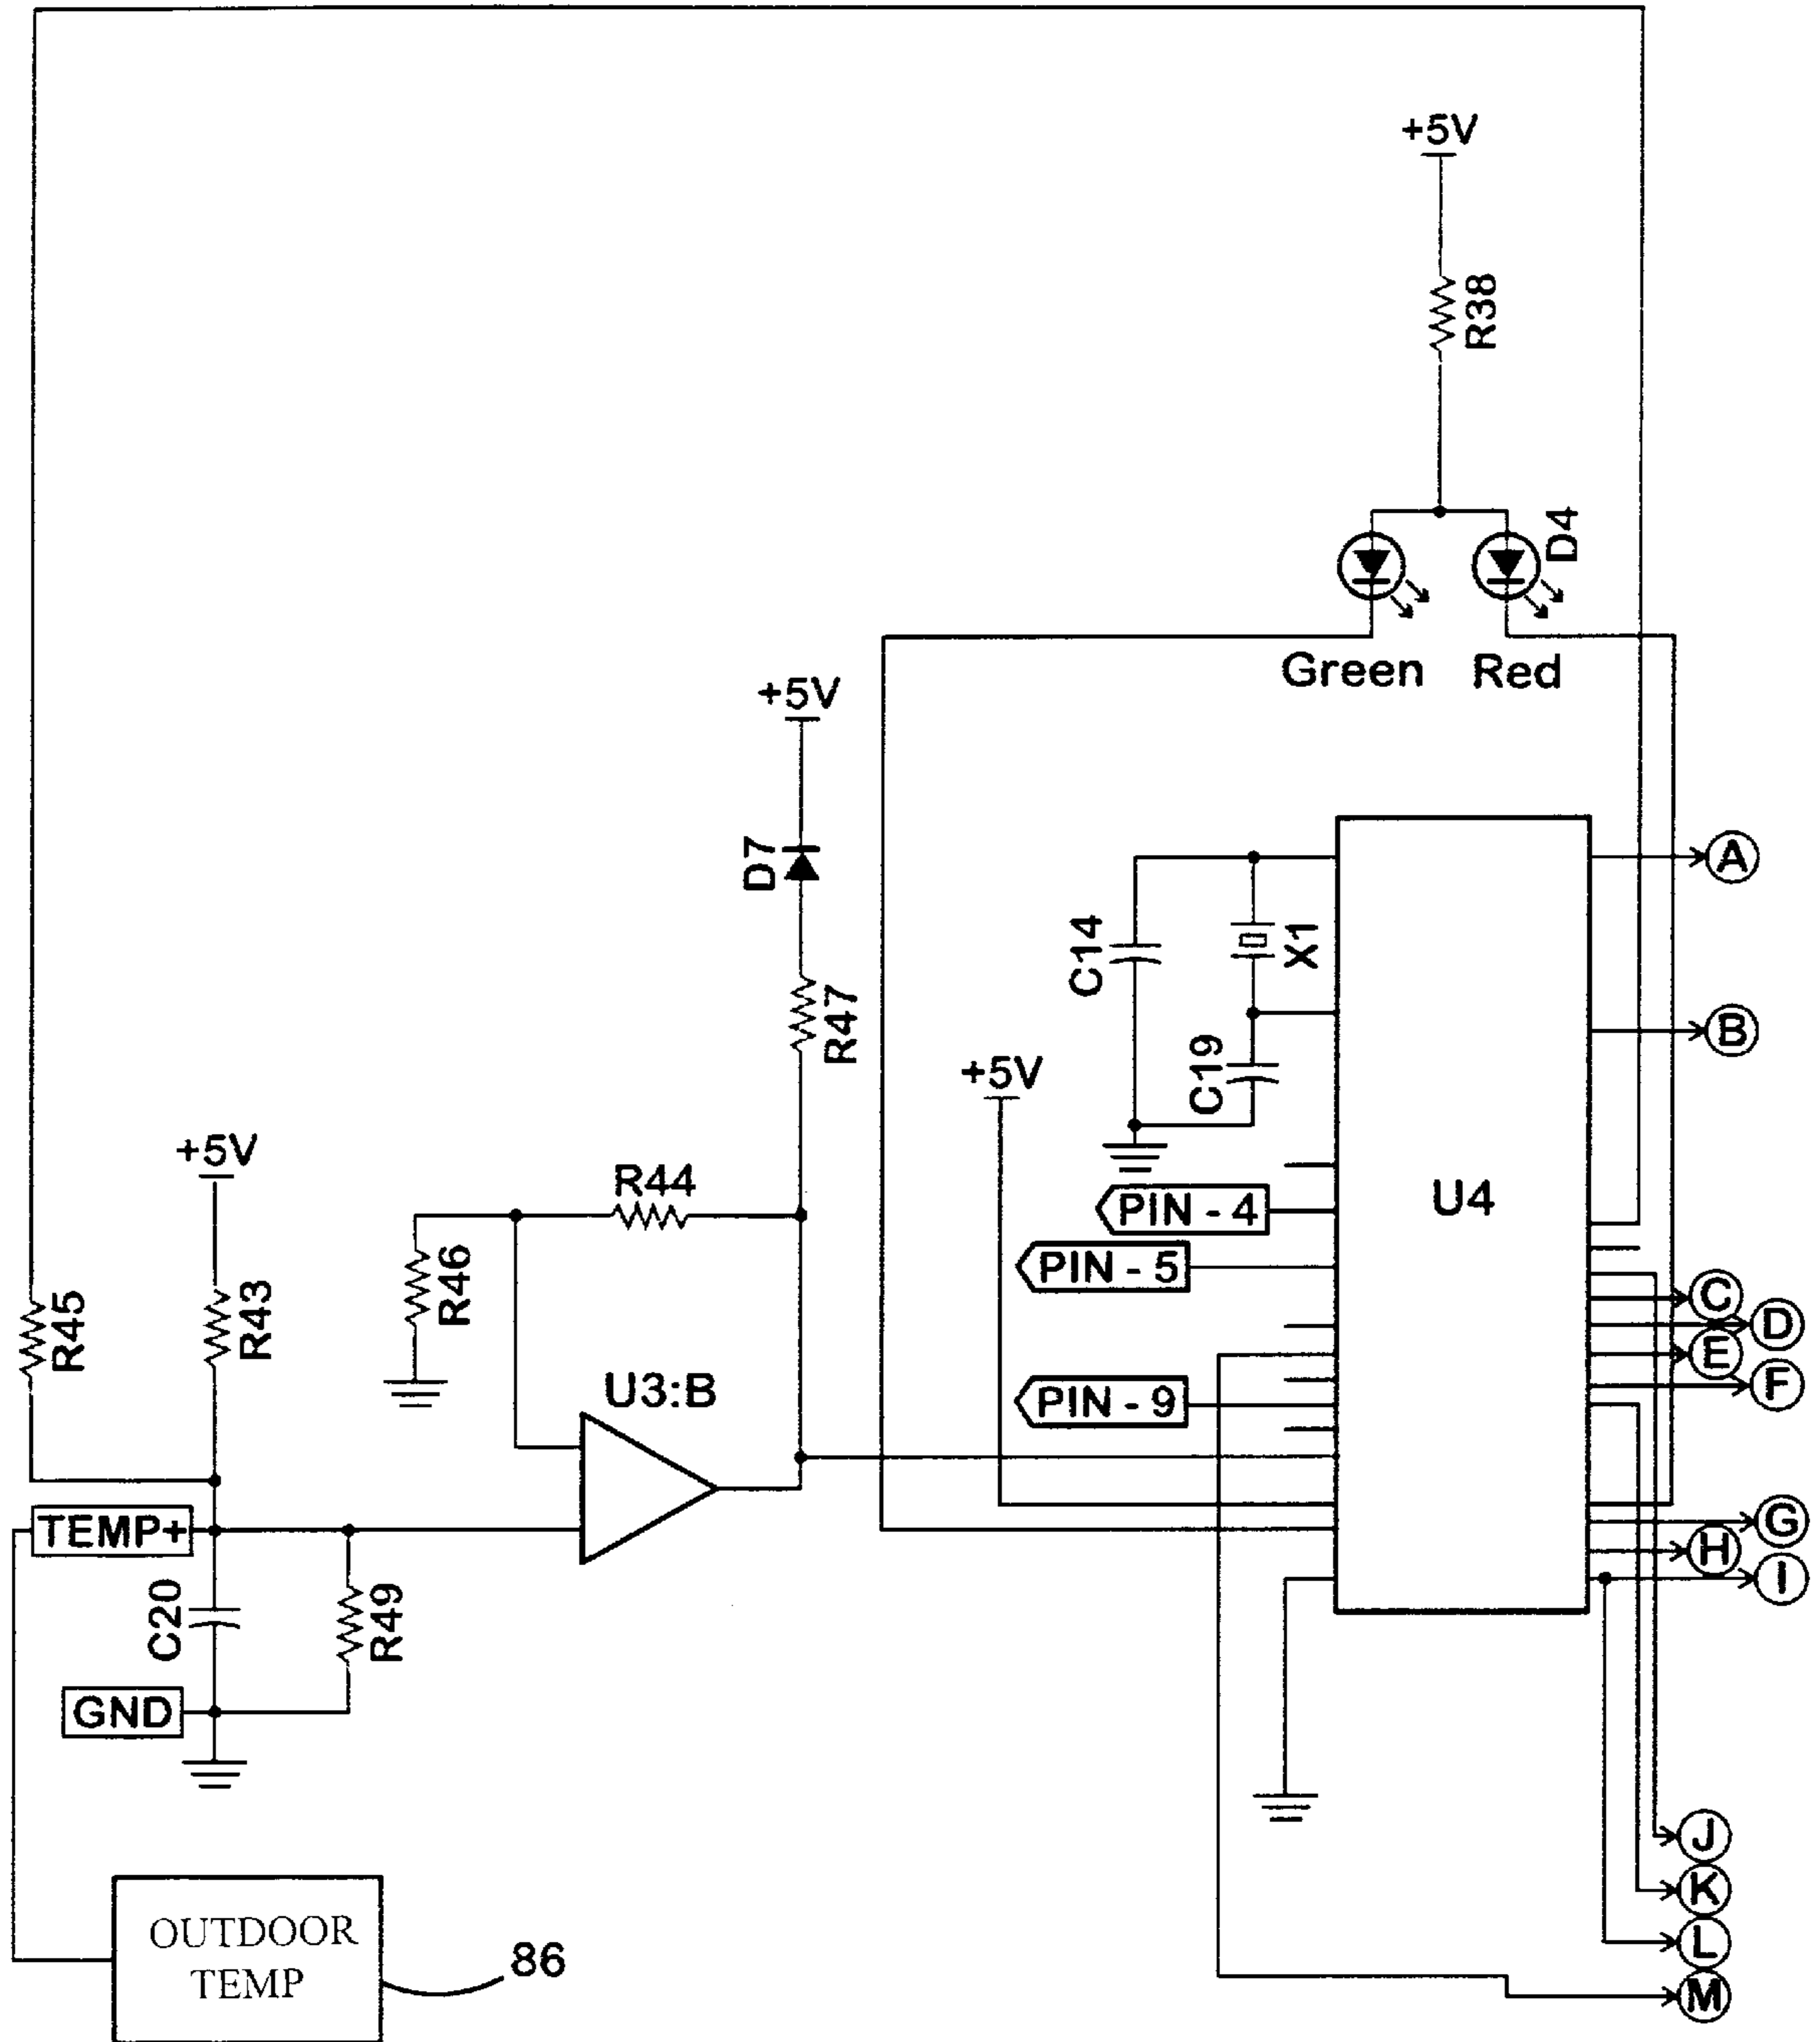 +5V
R38
D4
Green
Red
+5V
D7
A
C14
X1
R47
B
C19
+5V
+5V
R44
U4
PIN - 4
PIN - 5
R46
R45
R43
C
D
E
F
U3:B
PIN - 9
TEMP+
G
H
I
C20
R49
GND
J
K
L
M
OUTDOOR
TEMP
86